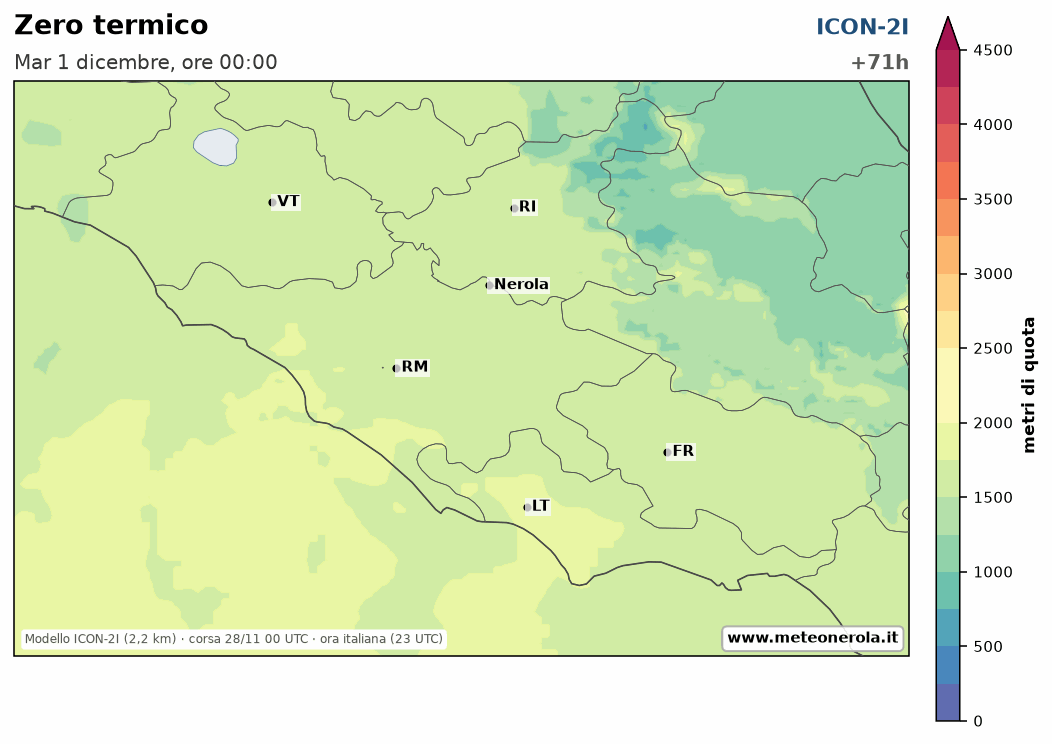 Zero termico
ICON-2I
Mar 1 dicembre, ore 00:00
+71h
VT
RI
Nerola
RM
FR
LT
Modello ICON-2I (2,2 km) · corsa 28/11 00 UTC · ora italiana (23 UTC)
www.meteonerola.it
4500
4000
3500
3000
2500
2000
1500
1000
500
0
metri di quota